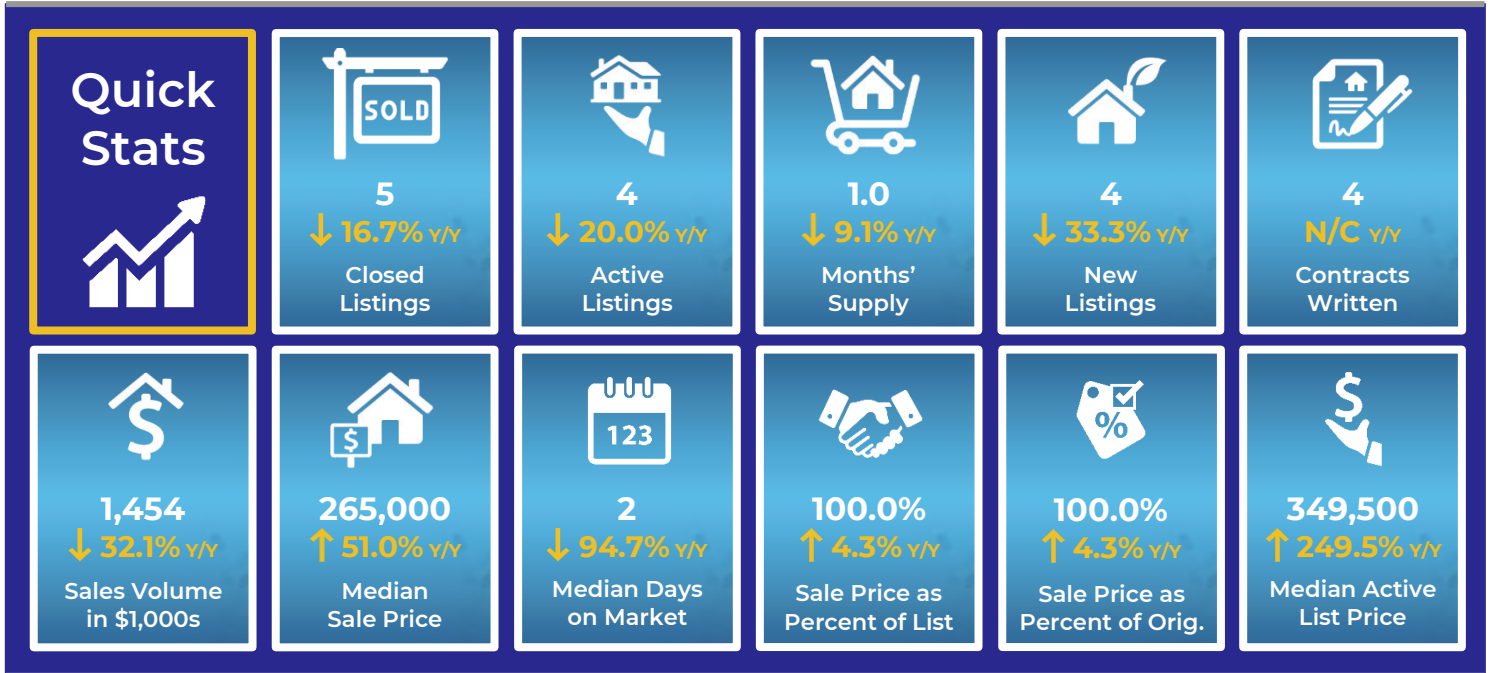 Quick
Stats
SOLD
5
↓ 16.7% Y/Y
Closed
Listings
4
↓ 20.0% Y/Y
Active
Listings
1.0
↓ 9.1% Y/Y
Months’
Supply
4
↓ 33.3% Y/Y
New
Listings
4
N/C Y/Y
Contracts
Written
$
1,454
↓ 32.1% Y/Y
Sales Volume
in $1,000s
$
265,000
↑ 51.0% Y/Y
Median
Sale Price
123
2
↓ 94.7% Y/Y
Median Days
on Market
100.0%
↑ 4.3% Y/Y
Sale Price as
Percent of List
%
100.0%
↑ 4.3% Y/Y
Sale Price as
Percent of Orig.
$
349,500
↑ 249.5% Y/Y
Median Active
List Price